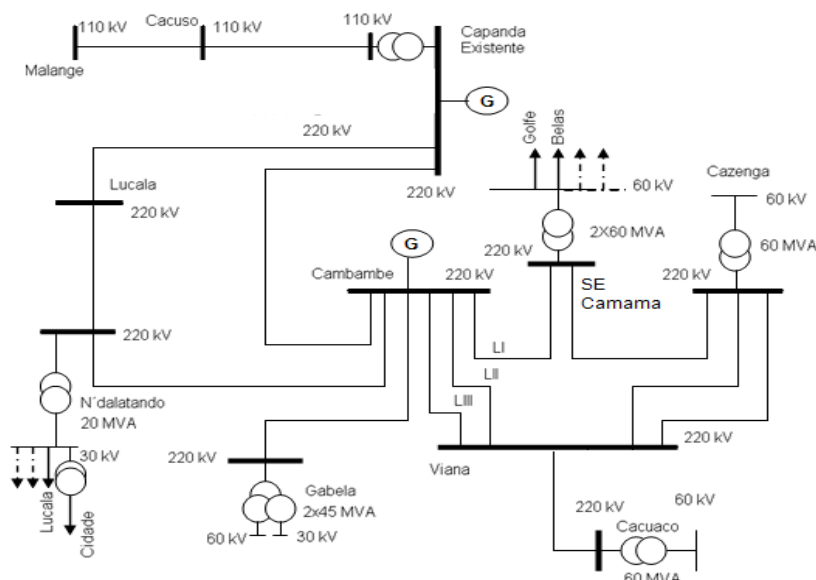 110 kV
Cacuso
110 kV
110 kV
Malange
Capanda
Existente
G
220 kV
220 kV
Golfe
Belas
60 kV
Cazenga
60 kV
Lucala
220 kV
220 kV
2X60 MVA
60 MVA
G
Cambambe
220 kV
SE
Camama
220 kV
220 kV
LI
LII
LIII
N´dalatando
20 MVA
30 kV
Lucala
Cidade
220 kV
Gabela
2x45 MVA
60 kV
30 kV
Viana
220 kV
220 kV
60 kV
Cacuaco
60 MVA